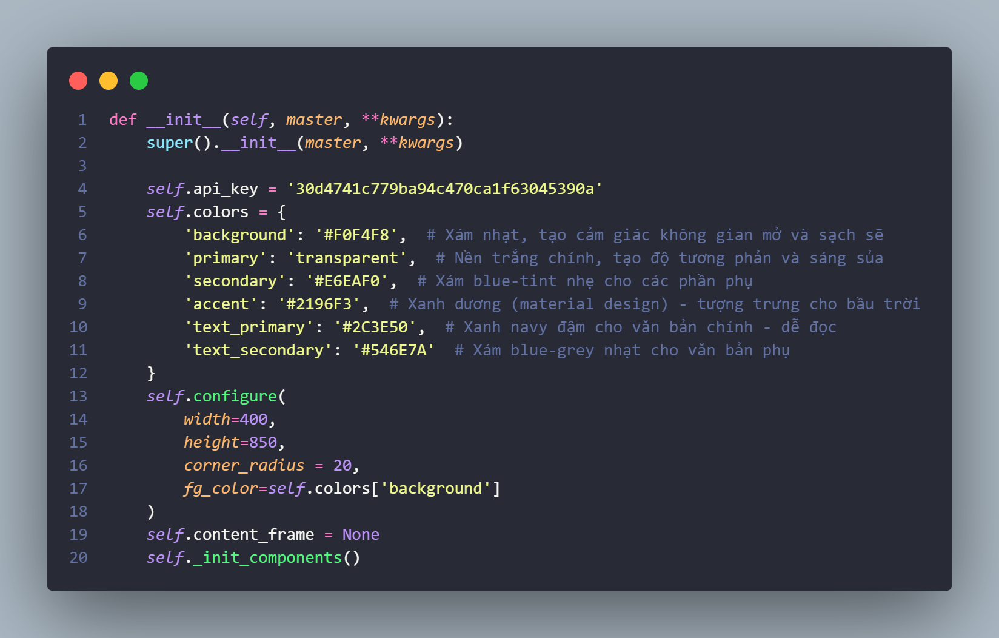 1 def __init__(self, master, **kwargs):
2     super().__init__(master, **kwargs)
3
4     self.api_key = '30d4741c779ba94c470ca1f63045390a'
5     self.colors = {
6         'background': '#F0F4F8',  # Xám nhạt, tạo cảm giác không gian mở và sạch sẽ
7         'primary': 'transparent',  # Nền trắng chính, tạo độ tương phản và sáng sủa
8         'secondary': '#E6EAF0',  # Xám blue-tint nhẹ cho các phần phụ
9         'accent': '#2196F3',  # Xanh dương (material design) - tượng trưng cho bầu trời
10         'text_primary': '#2C3E50',  # Xanh navy đậm cho văn bản chính - dễ đọc
11         'text_secondary': '#546E7A'  # Xám blue-grey nhạt cho văn bản phụ
12     }
13     self.configure(
14         width=400,
15         height=850,
16         corner_radius = 20,
17         fg_color=self.colors['background']
18     )
19     self.content_frame = None
20     self._init_components()